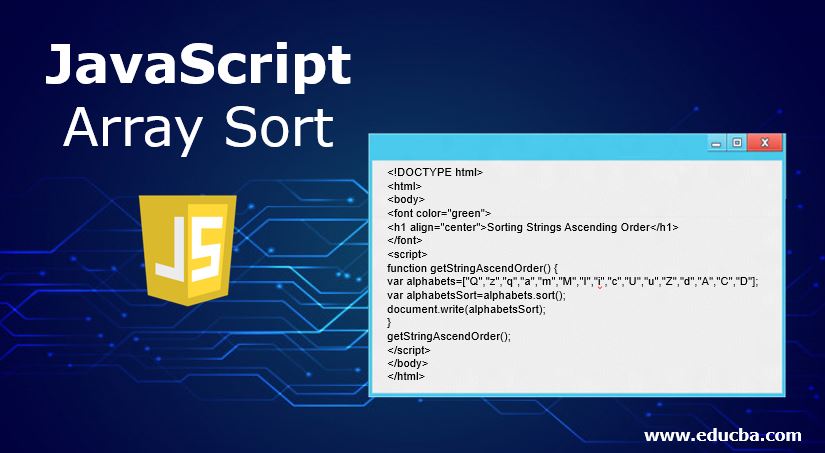 JavaScript
Array Sort
JS
X
<!DOCTYPE html>
<html>
<body>
<font color="green">
<h1 align="center">Sorting Strings Ascending Order</h1>
</font>
<script>
function getStringAscendOrder() {
var alphabets=["Q","z","q","a","m","M","I","i","c","U","u","Z","d","A","C","D"];
var alphabetsSort=alphabets.sort();
document.write(alphabetsSort);
}
getStringAscendOrder();
</script>
</body>
</html>
www.educba.com